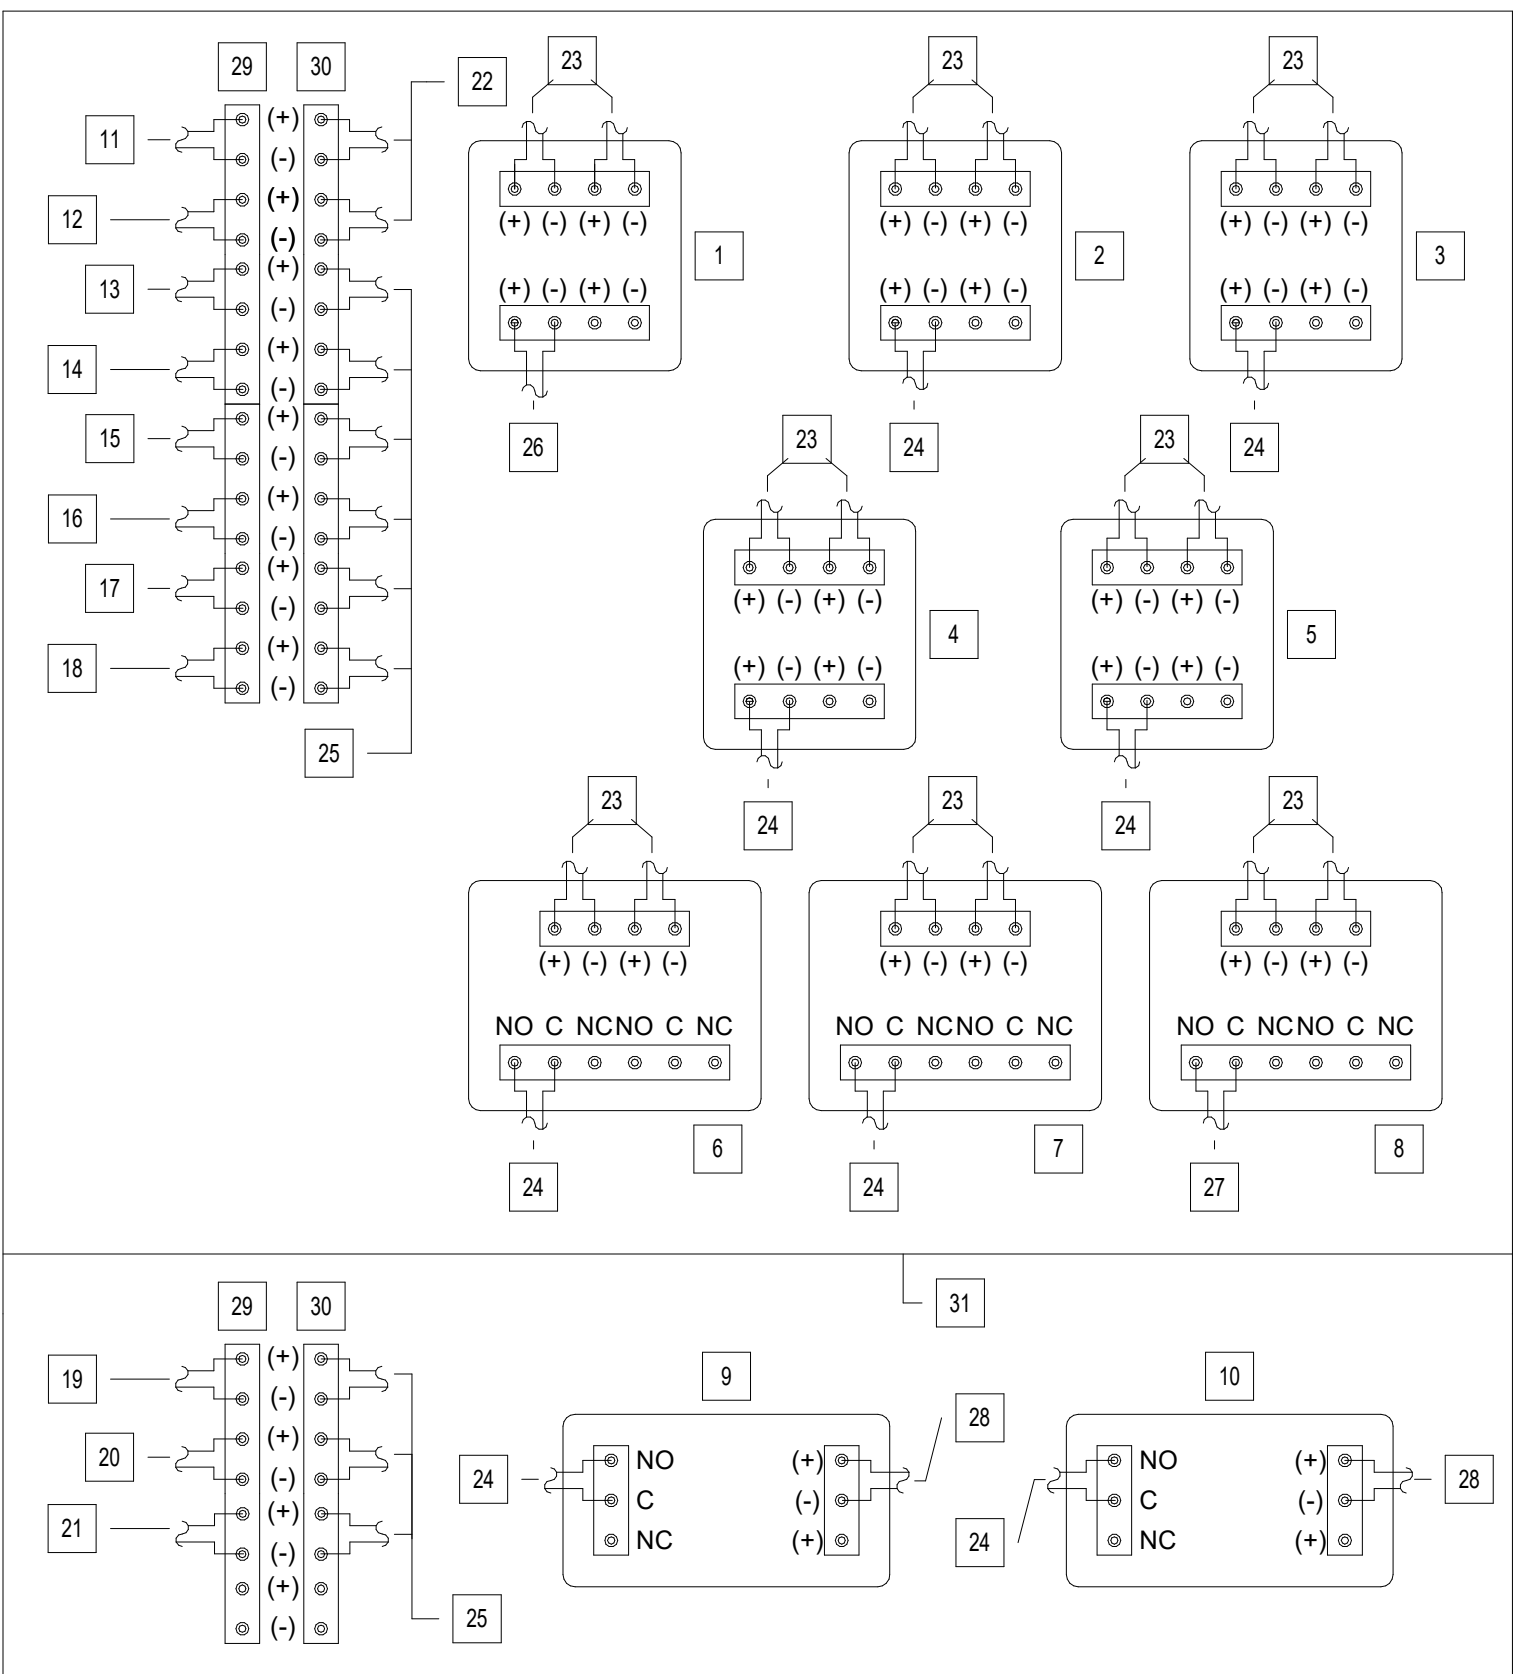 29 30
23 23 23
22
11 (+)
(-)
12 (+)
(-)
(+) (-) (+) (-) (+) (-) (+) (-) (+) (-) (+) (-)
1 2 3
13 (+)
(-)
(+) (-) (+) (-) (+) (-) (+) (-) (+) (-) (+) (-)
14 (+)
(-)
15 (+)
(-)
26 24 24
23 23
16 (+)
(-)
17 (+)
(-)
(+) (-) (+) (-) (+) (-) (+) (-)
4 5
18 (+)
(-)
(+) (-) (+) (-) (+) (-) (+) (-)
25
24 24
23 23 23
(+) (-) (+) (-) (+) (-) (+) (-) (+) (-) (+) (-)
NO C NC NO C NC NO C NC NO C NC NO C NC NO C NC
6 7 8
24 24 27
31
29 30
19 (+)
(-)
20 (+)
(-)
21 (+)
(-)
(+)
(-)
25
9
24 NO (+) 28
C (-)
NC (+)
10
24 NO (+) 28
C (-)
NC (+)